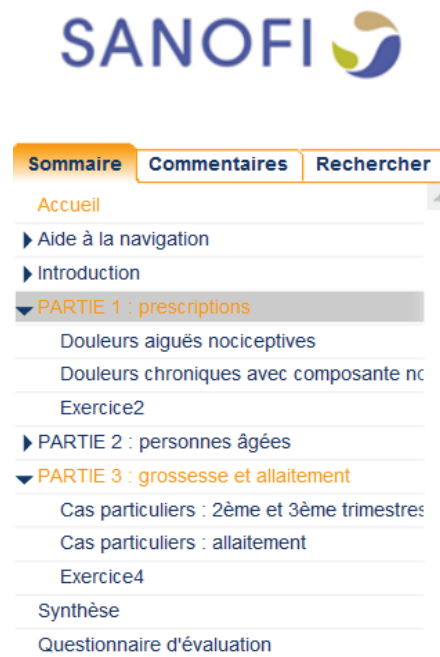 SANOFI
Sommaire Commentaires Rechercher
Accueil
Aide à la navigation
Introduction
PARTIE 1 : prescriptions
Douleurs aiguës nociceptives
Douleurs chroniques avec composante no
Exercice2
PARTIE 2 : personnes âgées
PARTIE 3 : grossesse et allaitement
Cas particuliers : 2ème et 3ème trimestres
Cas particuliers : allaitement
Exercice4
Synthèse
Questionnaire d'évaluation